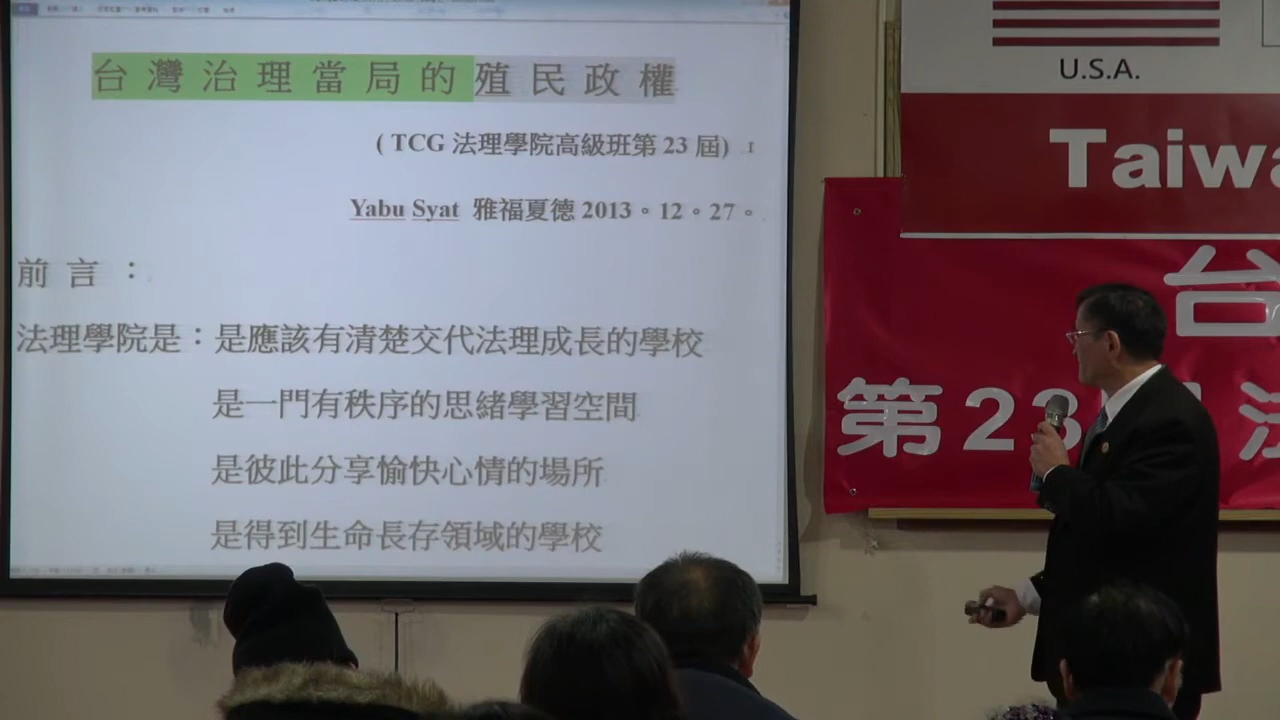 台灣治理當局的殖民政權
( TCG 法理學院高級班第 23 屆)
Yabu Syat 雅福夏德 2013。12。27。
前言：
法理學院是：是應該有清楚交代法理成長的學校
是一門有秩序的思緒學習空間
是彼此分享愉快心情的場所
是得到生命長存領域的學校
U.S.A.
Taiwa
台
第23